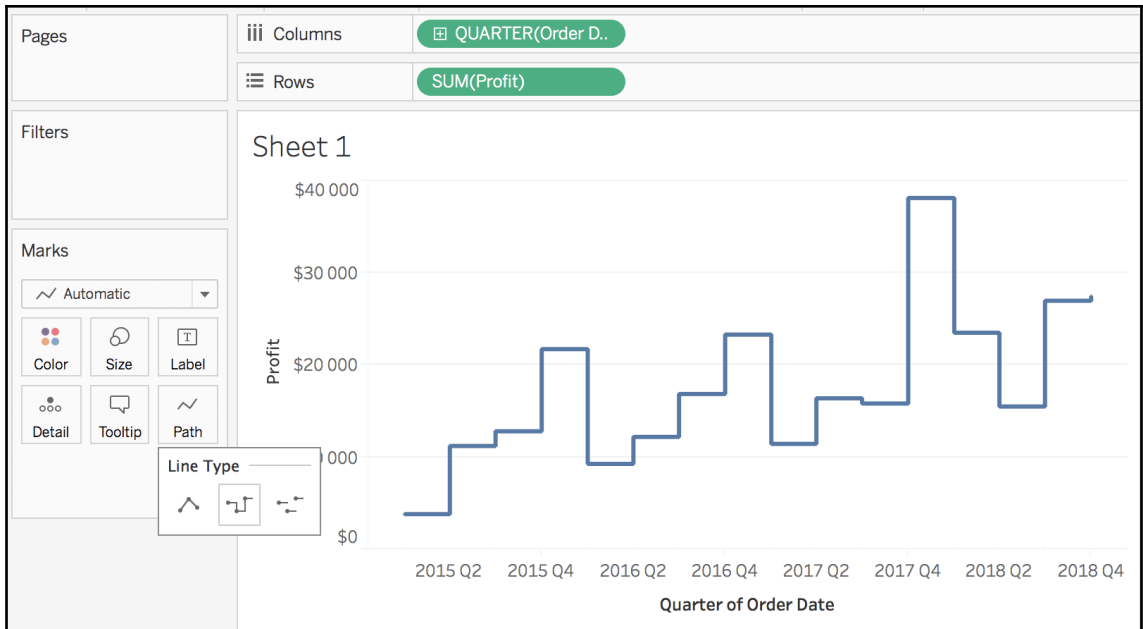 Pages
Columns
QUARTER(Order D..
Rows
SUM(Profit)
Filters
Sheet 1
Marks
Automatic
Color
Size
Label
Detail
Tooltip
Path
Line Type
Profit
$40 000
$30 000
$20 000
000
$0
2015 Q2
2015 Q4
2016 Q2
2016 Q4
2017 Q2
2017 Q4
2018 Q2
2018 Q4
Quarter of Order Date